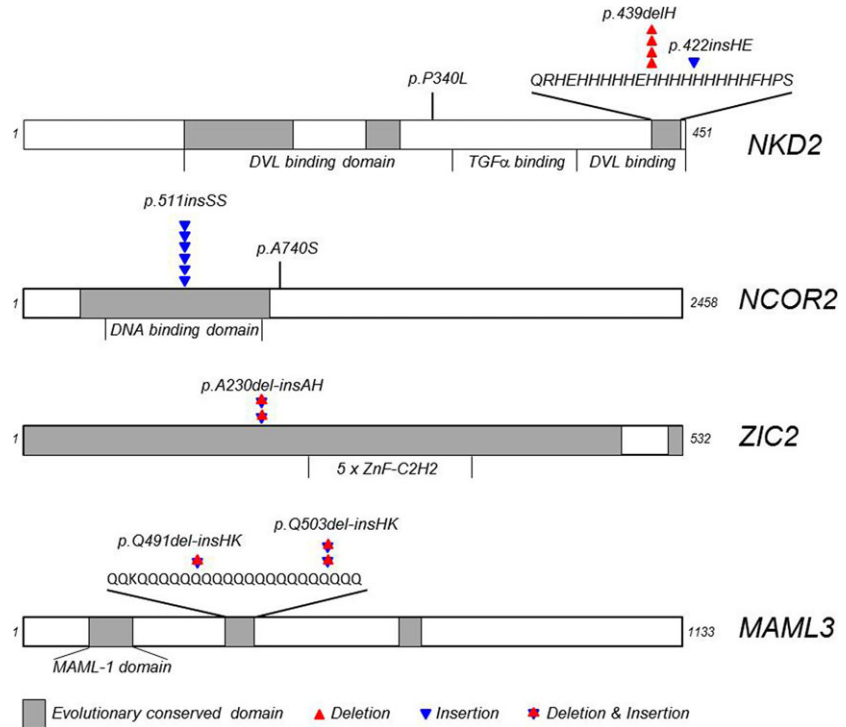 p.439delH
p.422insHE
p.P340L
QRHEHHHHHEHHHHHHHHHFHPS
1
451
NKD2
DVL binding domain
TGFα binding
DVL binding
p.511insSS
p.A740S
1
2458
NCOR2
DNA binding domain
p.A230del-insAH
1
532
ZIC2
5 x ZnF-C2H2
p.Q503del-insHK
p.Q491del-insHK
QQKQQQQQQQQQQQQQQQQQQQQQQ
1
1133
MAML3
MAML-1 domain
Evolutionary conserved domain
Deletion
Insertion
Deletion & Insertion